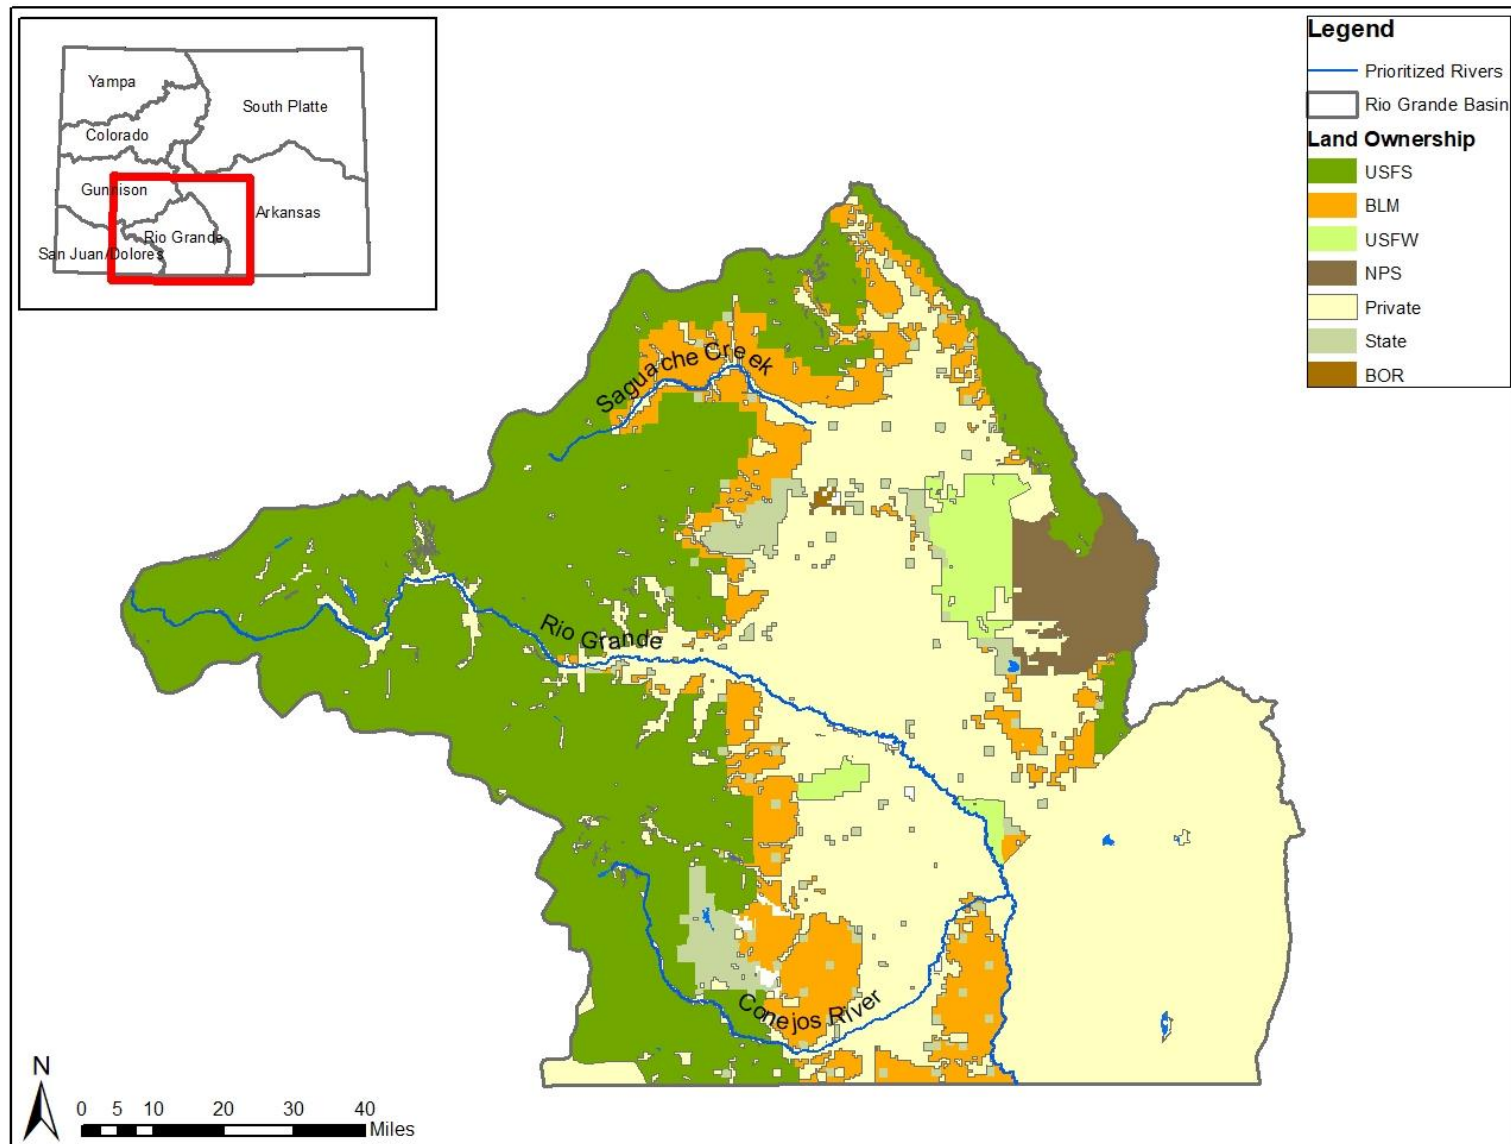 Yampa
South Platte
Colorado
Gunnison
Arkansas
Rio Grande
San Juan/Dolores
Legend
Prioritized Rivers
Rio Grande Basin
Land Ownership
USFS
BLM
USFW
NPS
Private
State
BOR
Saguache Creek
Rio Grande
Conejos River
N
0 5 10 20 30 40
Miles